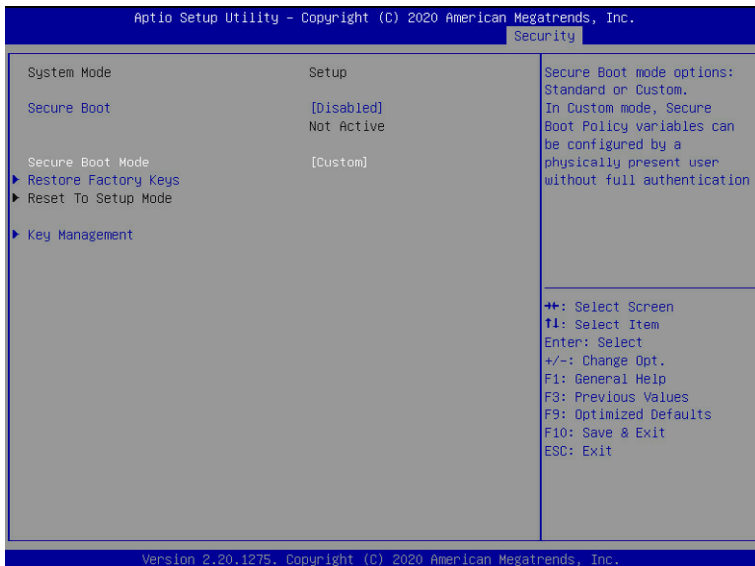 Aptio Setup Utility – Copyright (C) 2020 American Megatrends, Inc.
Security
System Mode Setup
Secure Boot [Disabled]
Not Active
Secure Boot Mode [Custom]
Restore Factory Keys
Reset To Setup Mode
Key Management
Secure Boot mode options:
Standard or Custom.
In Custom mode, Secure
Boot Policy variables can
be configured by a
physically present user
without full authentication
→←: Select Screen
↑↓: Select Item
Enter: Select
+/-: Change Opt.
F1: General Help
F3: Previous Values
F9: Optimized Defaults
F10: Save & Exit
ESC: Exit
Version 2.20.1275. Copyright (C) 2020 American Megatrends, Inc.